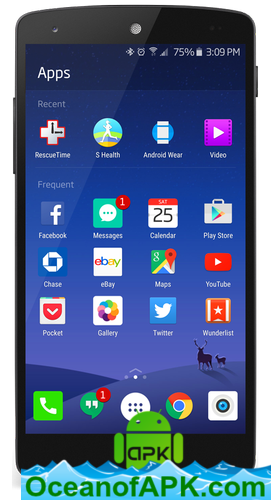 75% 3:09 PM
Apps
Recent
RescueTime S Health Android Wear Video
Frequent
1
SAT
25
Facebook Messages Calendar Play Store
ebay
Chase eBay Maps YouTube
Pocket Gallery Twitter Wunderlist
1
apk
OceanofAPK.com